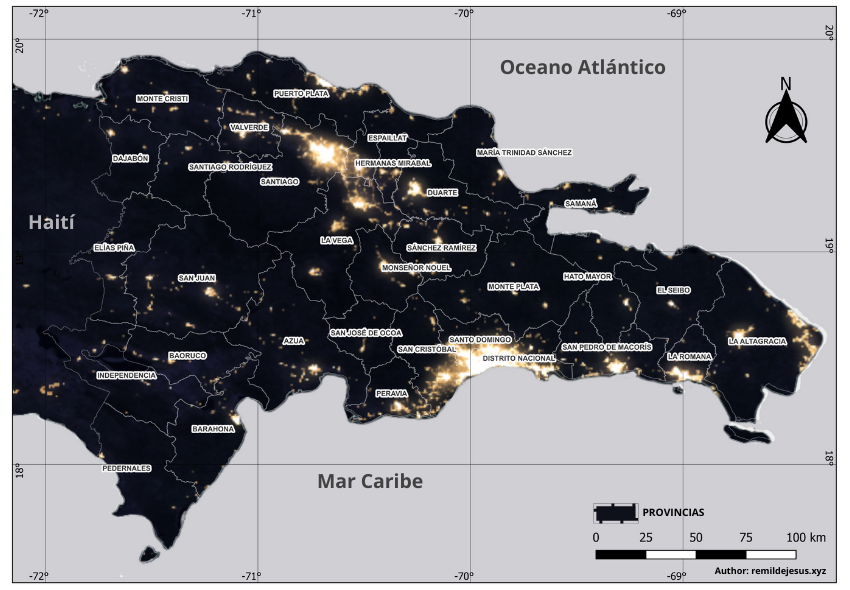 -72°
-71°
-70°
-69°
20°
20°
Oceano Atlántico
N
MONTE CRISTI
PUERTO PLATA
VALVERDE
ESPAILLAT
DAJABÓN
SANTIAGO RODRÍGUEZ
HERMANAS MIRABAL
MARÍA TRINIDAD SÁNCHEZ
SANTIAGO
DUARTE
SAMANÁ
Haití
ELÍAS PIÑA
LA VEGA
SÁNCHEZ RAMÍREZ
19°
19°
MONSEÑOR NOUEL
SAN JUAN
HATO MAYOR
MONTE PLATA
EL SEIBO
SAN JOSÉ DE OCOA
AZUA
SANTO DOMINGO
LA ALTAGRACIA
SAN CRISTÓBAL
SAN PEDRO DE MACORÍS
BAORUCO
DISTRITO NACIONAL
LA ROMANA
INDEPENDENCIA
PERAVIA
BARAHONA
PEDERNALES
18°
18°
Mar Caribe
PROVINCIAS
0 25 50 75 100 km
Author: remildejesus.xyz
-72°
-71°
-70°
-69°